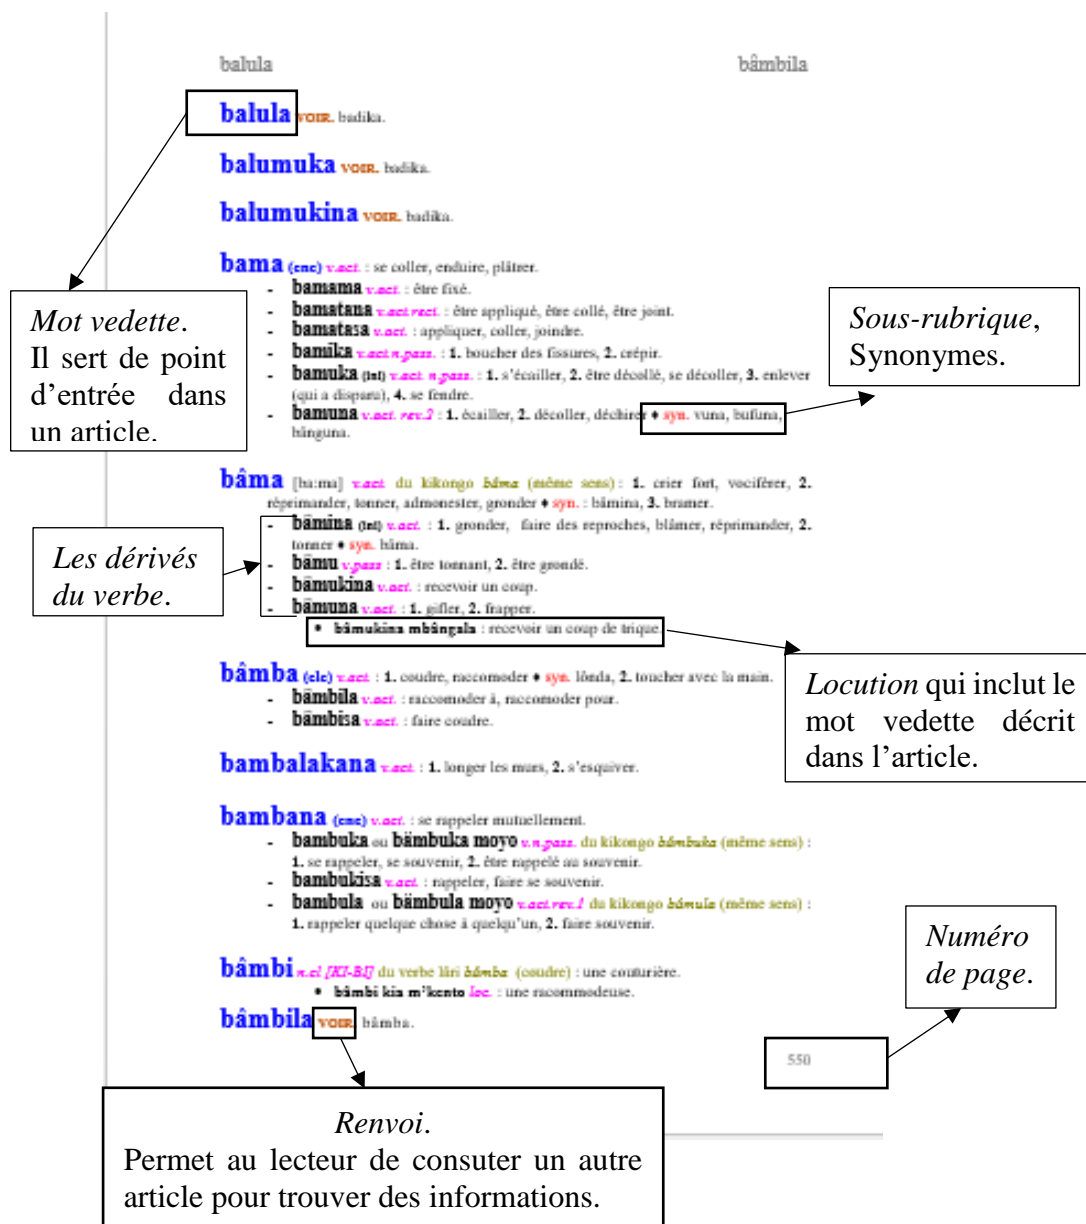 balula bâmbila
balula VOIR. badika.
balumuka VOIR. badika.
balumukina VOIR. badika.
bama (enc) v.act. : se coller, enduire, plâtrer.
- bamama v.act. : être fixé.
- bamatana v.act.rect. : être appliqué, être collé, être joint.
- bamatasa v.act. : appliquer, coller, joindre.
- bamika v.act.n.pass. : 1. boucher des fissures, 2. crépir.
- bamuka (int) v.act. n.pass. : 1. s'écailler, 2. être décollé, se décoller, 3. enlever
(qui a disparu), 4. se fendre.
- bamuna v.act. rev.2 : 1. écailler, 2. décoller, déchirer ♦ syn. vuna, bufuna,
bânguna.
Mot vedette.
Il sert de point
d'entrée dans
un article.
Sous-rubrique,
Synonymes.
bâma [ba:ma] v.act. du kikongo bâma (même sens) : 1. crier fort, vociférer, 2.
réprimander, tonner, admonester, gronder ♦ syn. : bâmina, 3. bramer.
- bâmina (int) v.act. : 1. gronder, faire des reproches, blâmer, réprimander, 2.
tonner ♦ syn. bâma.
- bâmu v.pass : 1. être tonnant, 2. être grondé.
- bâmukina v.act. : recevoir un coup.
- bâmuna v.act. : 1. gifler, 2. frapper.
• bâmukina mbângala : recevoir un coup de trique.
Les dérivés
du verbe.
bâmba (ele) v.act. : 1. coudre, raccomoder ♦ syn. lônda, 2. toucher avec la main.
- bâmbila v.act. : raccomoder à, raccomoder pour.
- bâmbisa v.act. : faire coudre.
Locution qui inclut le
mot vedette décrit
dans l'article.
bambalakana v.act. : 1. longer les murs, 2. s'esquiver.
bambana (enc) v.act. : se rappeler mutuellement.
- bambuka ou bâmbuka moyo v.n.pass. du kikongo bâmbuka (même sens) :
1. se rappeler, se souvenir, 2. être rappelé au souvenir.
- bambukisa v.act. : rappeler, faire se souvenir.
- bambula ou bâmbula moyo v.act.rev.1 du kikongo bâmula (même sens) :
1. rappeler quelque chose à quelqu'un, 2. faire souvenir.
bâmbi n.cl [KI-BI] du verbe lâri bâmba (coudre) : une couturière.
• bâmbi kia m'kento loc. : une racommodeuse.
bâmbila VOIR. bâmba.
Numéro
de page.
550
Renvoi.
Permet au lecteur de consuter un autre
article pour trouver des informations.